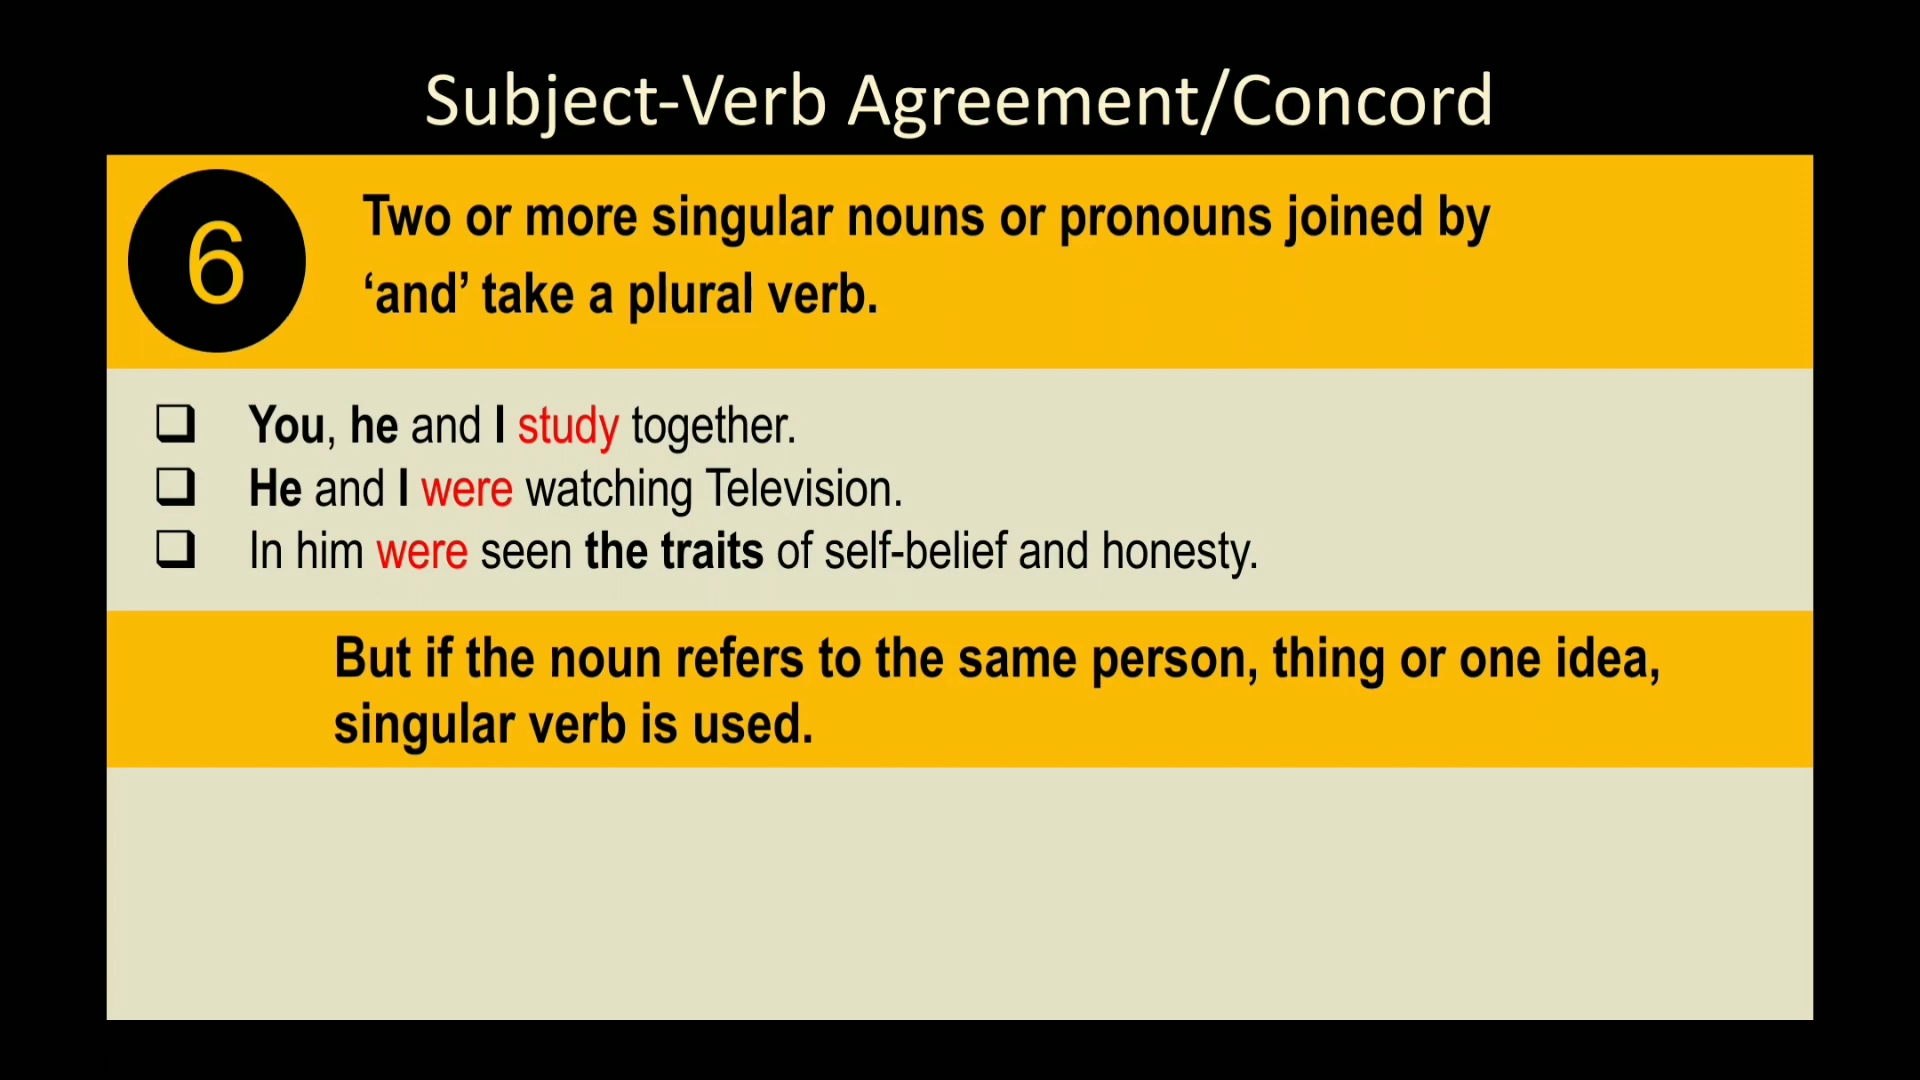 Subject-Verb Agreement/Concord
6
Two or more singular nouns or pronouns joined by
‘and’ take a plural verb.
You, he and I study together.
He and I were watching Television.
In him were seen the traits of self-belief and honesty.
But if the noun refers to the same person, thing or one idea,
singular verb is used.